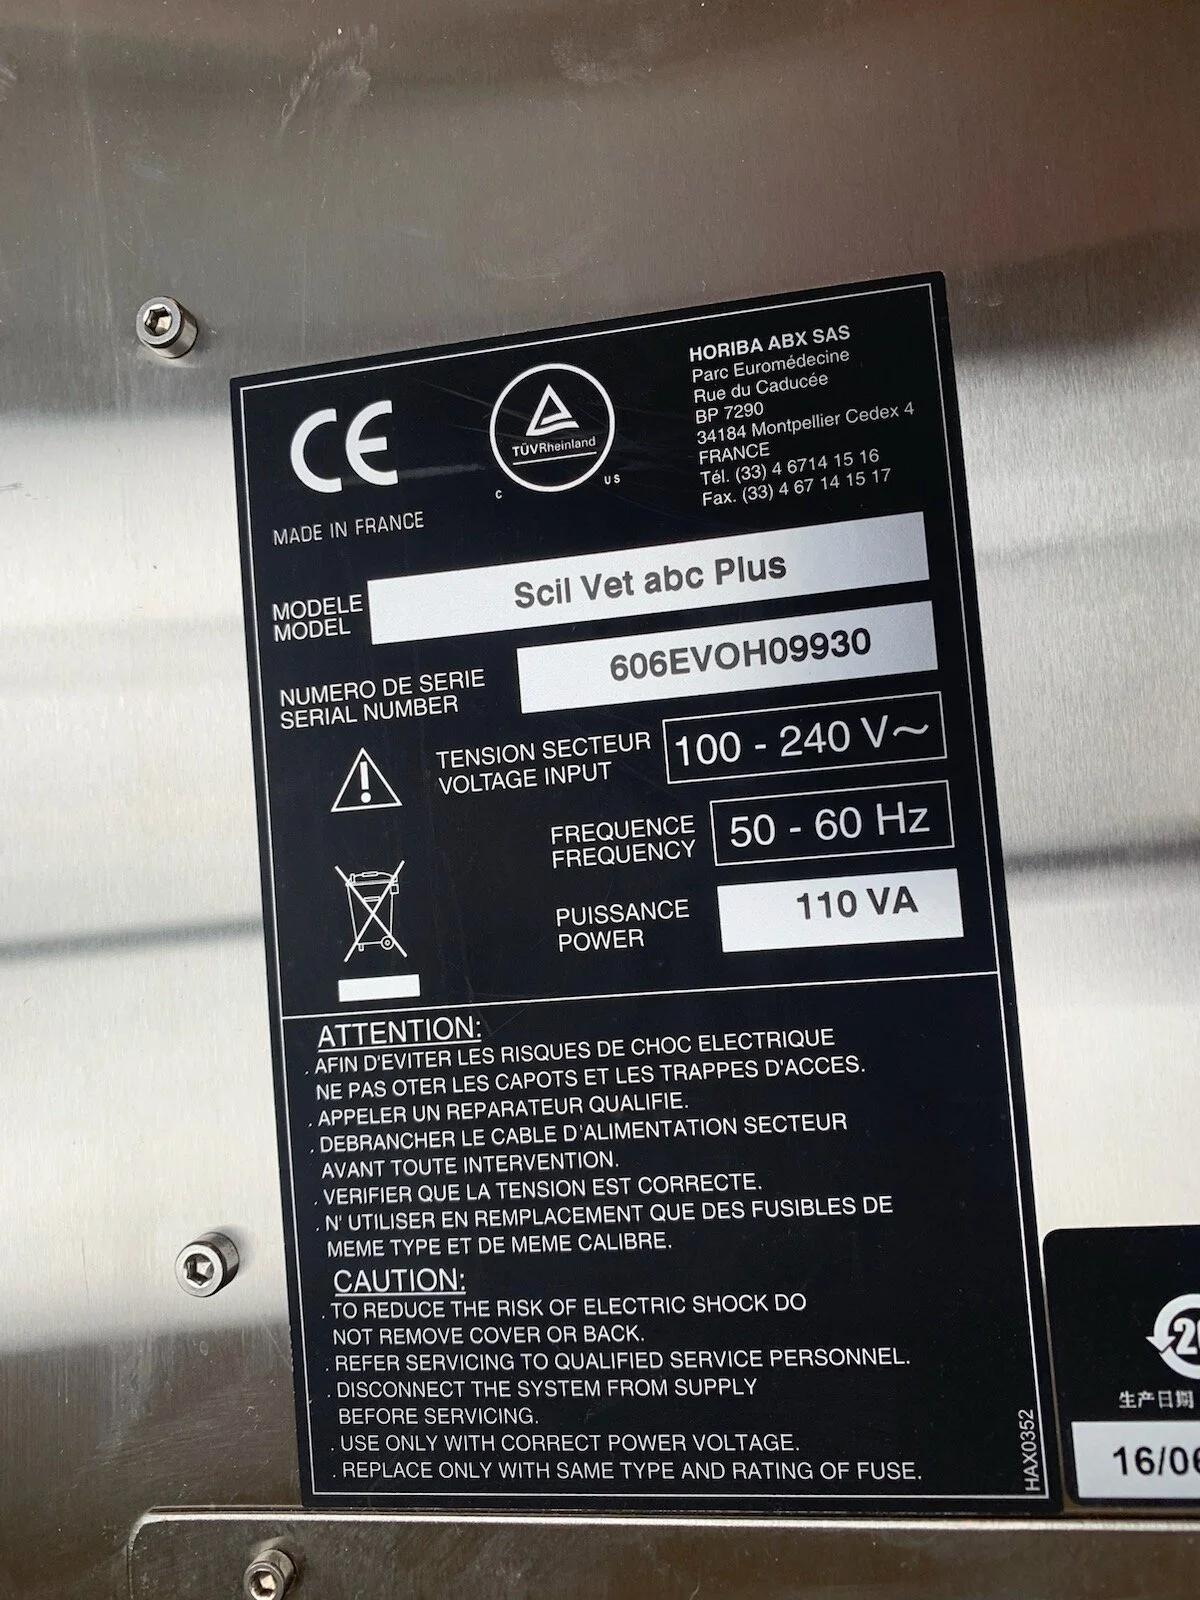 CE
TÜVRheinland
C US
MADE IN FRANCE
HORIBA ABX SAS
Parc Euromédecine
Rue du Caducée
BP 7290
34184 Montpellier Cedex 4
FRANCE
Tél. (33) 4 6714 15 16
Fax. (33) 4 67 14 15 17
MODELE
MODEL
Scil Vet abc Plus
NUMERO DE SERIE
SERIAL NUMBER
606EVOH09930
TENSION SECTEUR
VOLTAGE INPUT
100 - 240 V~
FREQUENCE
FREQUENCY
50 - 60 Hz
PUISSANCE
POWER
110 VA
ATTENTION:
. AFIN D'EVITER LES RISQUES DE CHOC ELECTRIQUE
NE PAS OTER LES CAPOTS ET LES TRAPPES D'ACCES.
. APPELER UN REPARATEUR QUALIFIE.
. DEBRANCHER LE CABLE D'ALIMENTATION SECTEUR
AVANT TOUTE INTERVENTION.
. VERIFIER QUE LA TENSION EST CORRECTE.
. N' UTILISER EN REMPLACEMENT QUE DES FUSIBLES DE
MEME TYPE ET DE MEME CALIBRE.
CAUTION:
. TO REDUCE THE RISK OF ELECTRIC SHOCK DO
NOT REMOVE COVER OR BACK.
. REFER SERVICING TO QUALIFIED SERVICE PERSONNEL.
. DISCONNECT THE SYSTEM FROM SUPPLY
BEFORE SERVICING.
. USE ONLY WITH CORRECT POWER VOLTAGE.
. REPLACE ONLY WITH SAME TYPE AND RATING OF FUSE.
HAX0352
生产日期
16/06